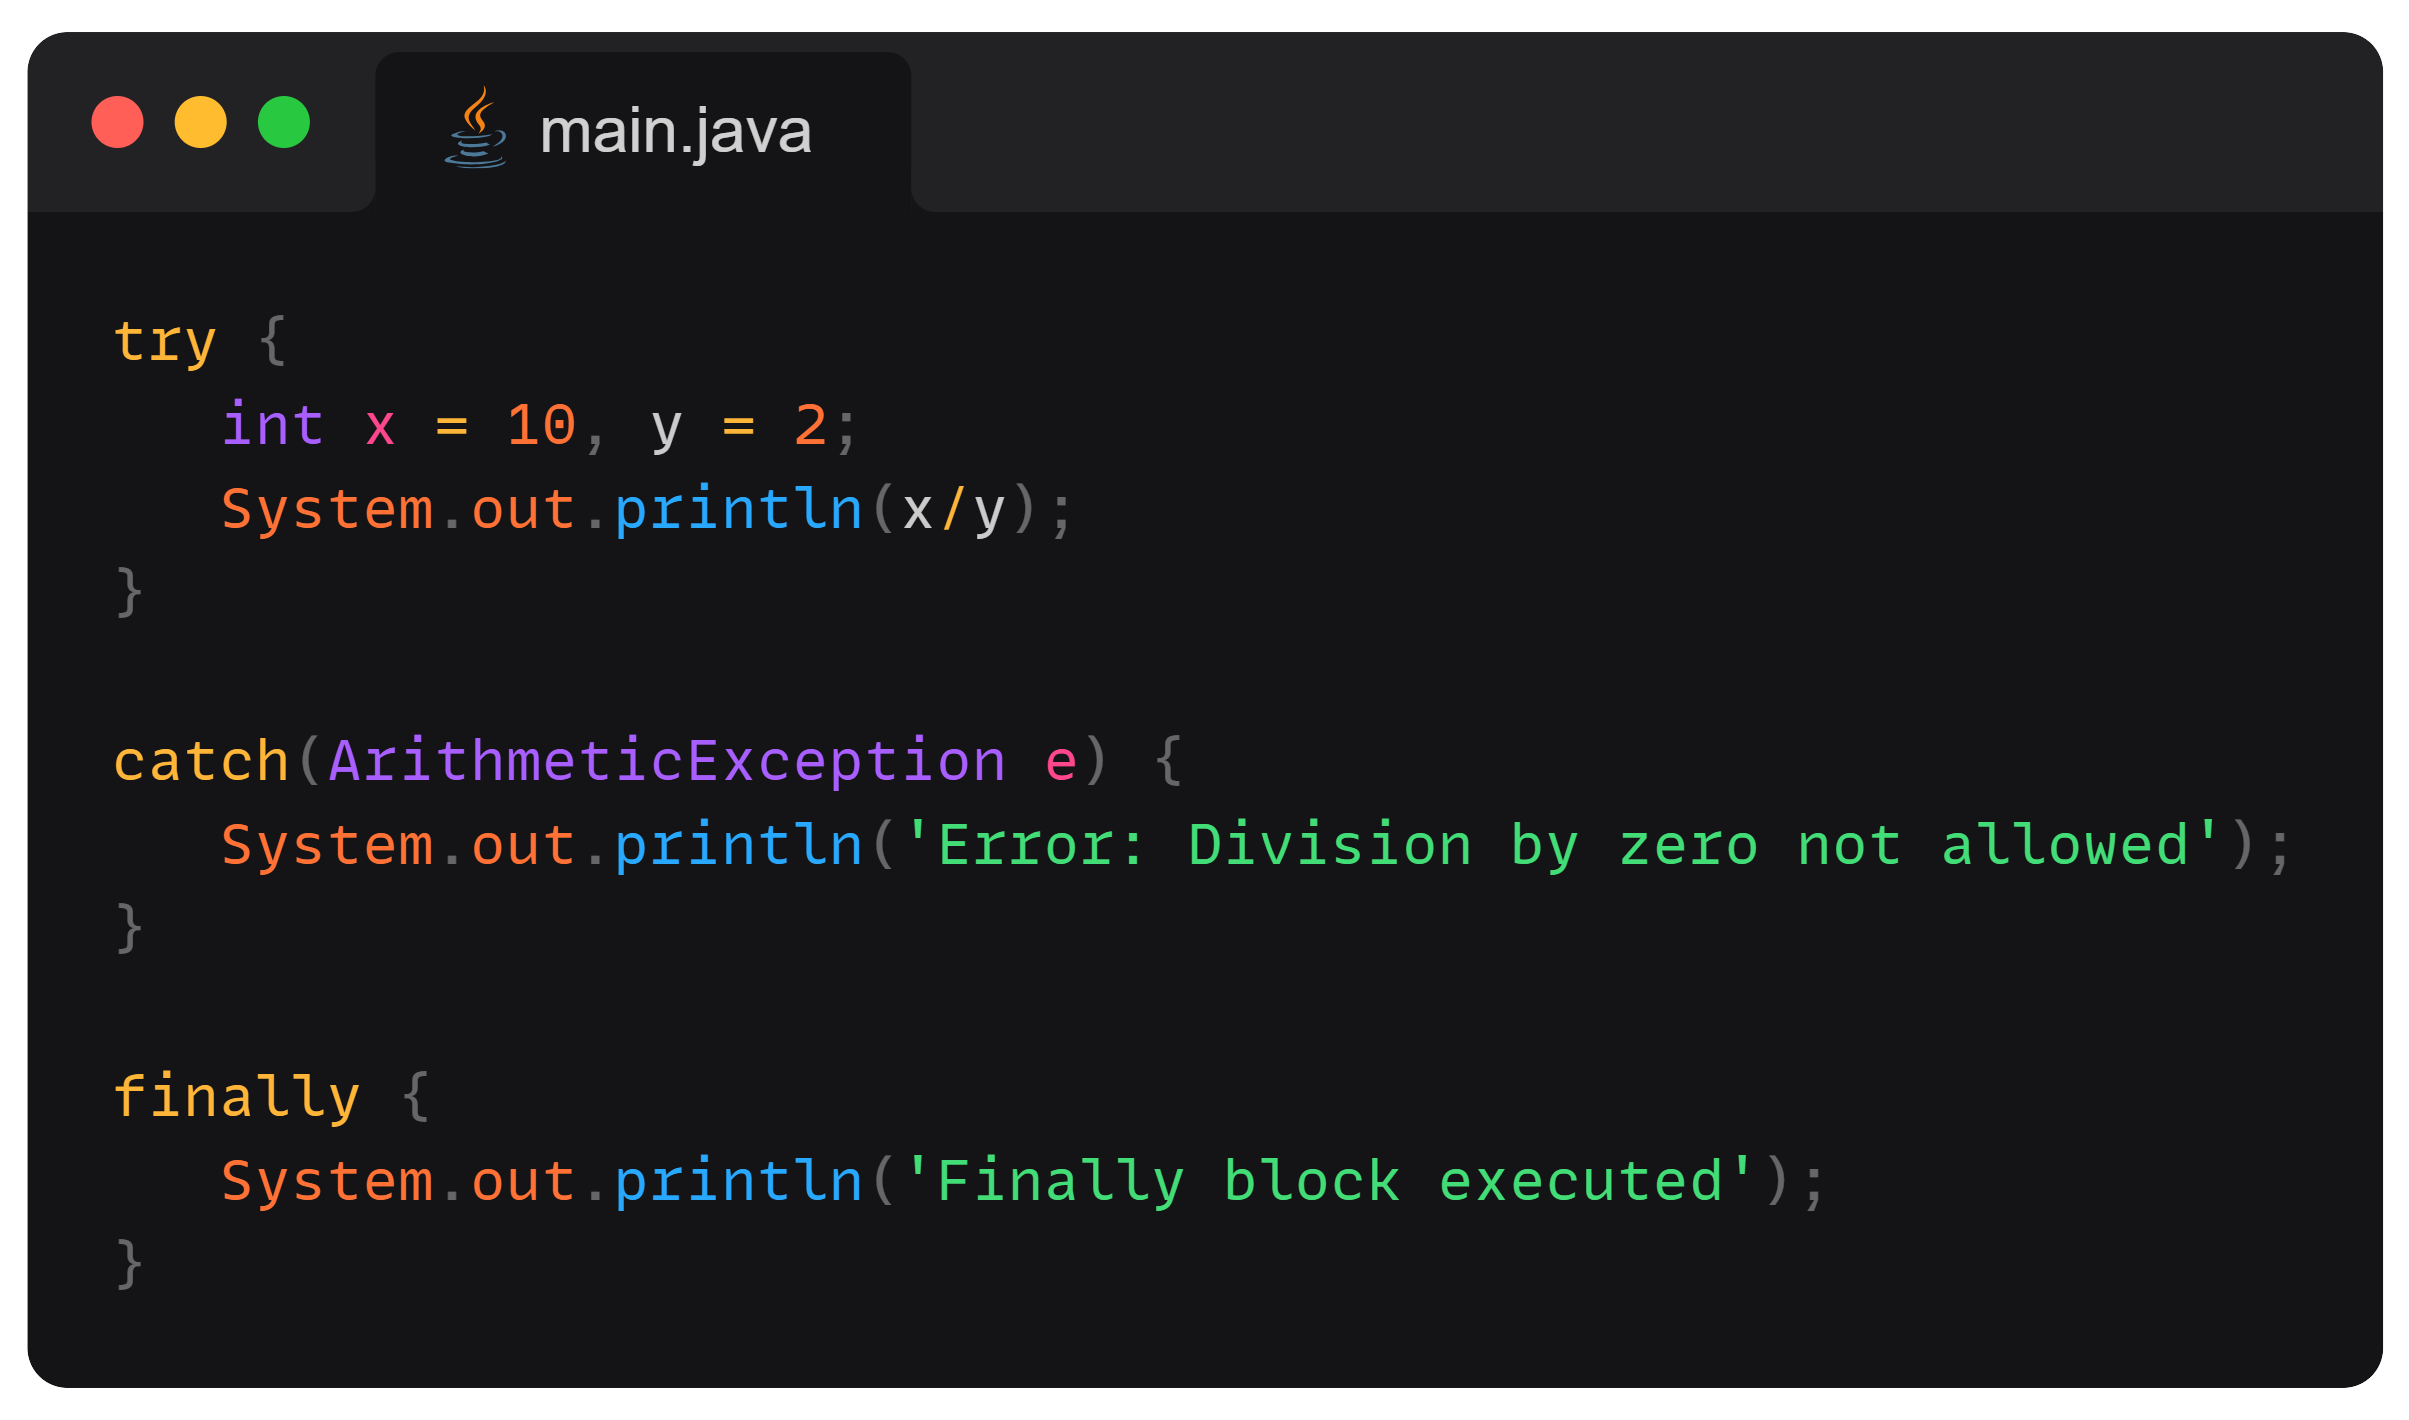 main.java
try {
   int x = 10, y = 2;
   System.out.println(x/y);
}
catch(ArithmeticException e) {
   System.out.println('Error: Division by zero not allowed');
}
finally {
   System.out.println('Finally block executed');
}